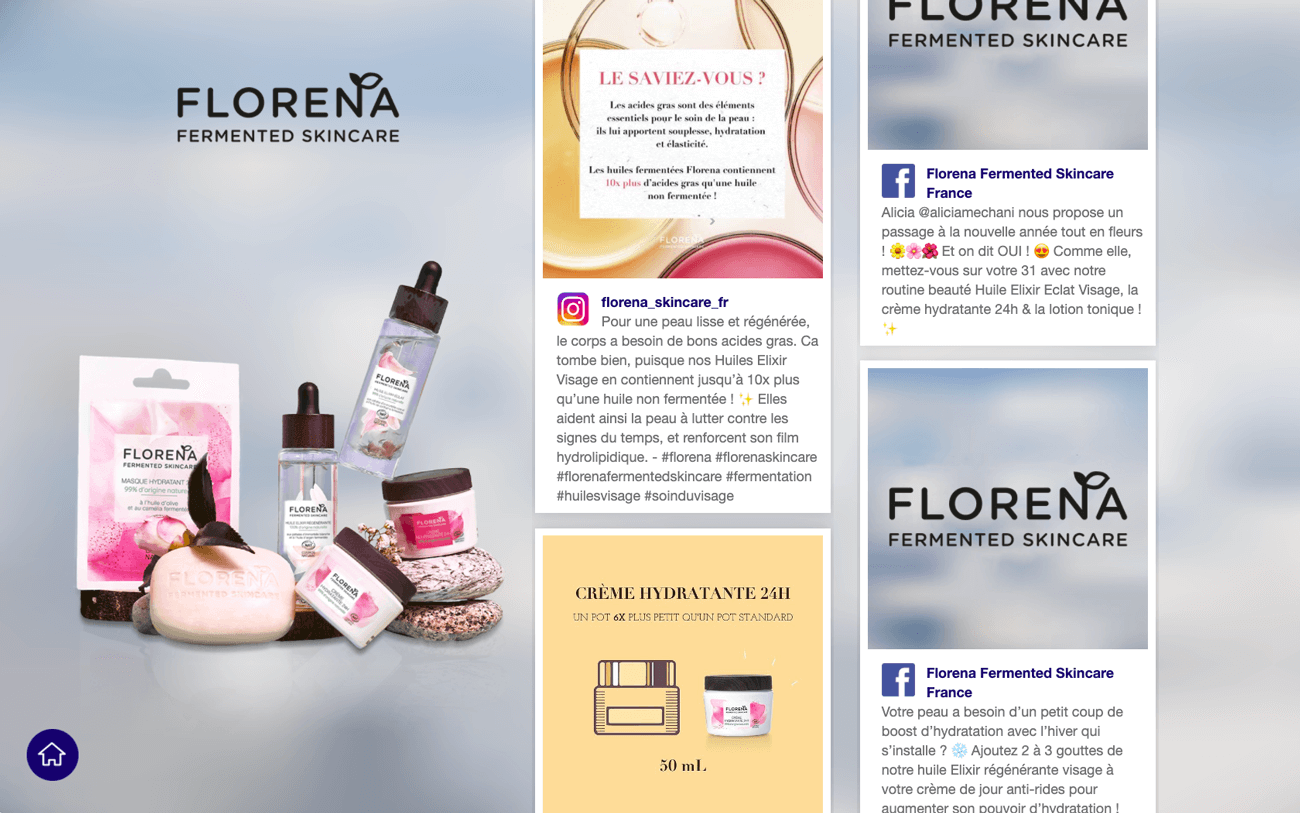 FLORENA
FERMENTED SKINCARE
FLORENA
FERMENTED SKINCARE
MASQUE HYDRATANT
99% d'origine nature
à l'huile d'olive
et au camélia fermenté
FLORENA
FERMENTED SKINCARE
FLORENA
FLORENA
FLORENA
FLORENA
LE SAVIEZ-VOUS ?
Les acides gras sont des éléments
essentiels pour le soin de la peau :
ils lui apportent souplesse, hydratation
et élasticité.
Les huiles fermentées Florena contiennent
10x plus d'acides gras qu'une huile
non fermentée !
FLORENA
florena_skincare_fr
Pour une peau lisse et régénérée,
le corps a besoin de bons acides gras. Ca
tombe bien, puisque nos Huiles Elixir
Visage en contiennent jusqu’à 10x plus
qu’une huile non fermentée ! ✨ Elles
aident ainsi la peau à lutter contre les
signes du temps, et renforcent son film
hydrolipidique. - #florena #florenaskincare
#florenafermentedskincare #fermentation
#huilesvisage #soinduvisage
CRÈME HYDRATANTE 24H
UN POT 6X PLUS PETIT QU'UN POT STANDARD
FLORENA
50 mL
FLORENA
FERMENTED SKINCARE
Florena Fermented Skincare
France
Alicia @aliciamechani nous propose un
passage à la nouvelle année tout en fleurs
! 🌼🌸🌺 Et on dit OUI ! 😍 Comme elle,
mettez-vous sur votre 31 avec notre
routine beauté Huile Elixir Eclat Visage, la
crème hydratante 24h & la lotion tonique !
✨
FLORENA
FERMENTED SKINCARE
Florena Fermented Skincare
France
Votre peau a besoin d’un petit coup de
boost d’hydratation avec l’hiver qui
s’installe ? ❄️ Ajoutez 2 à 3 gouttes de
notre huile Elixir régénérante visage à
votre crème de jour anti-rides pour
augmenter son pouvoir d’hydratation !